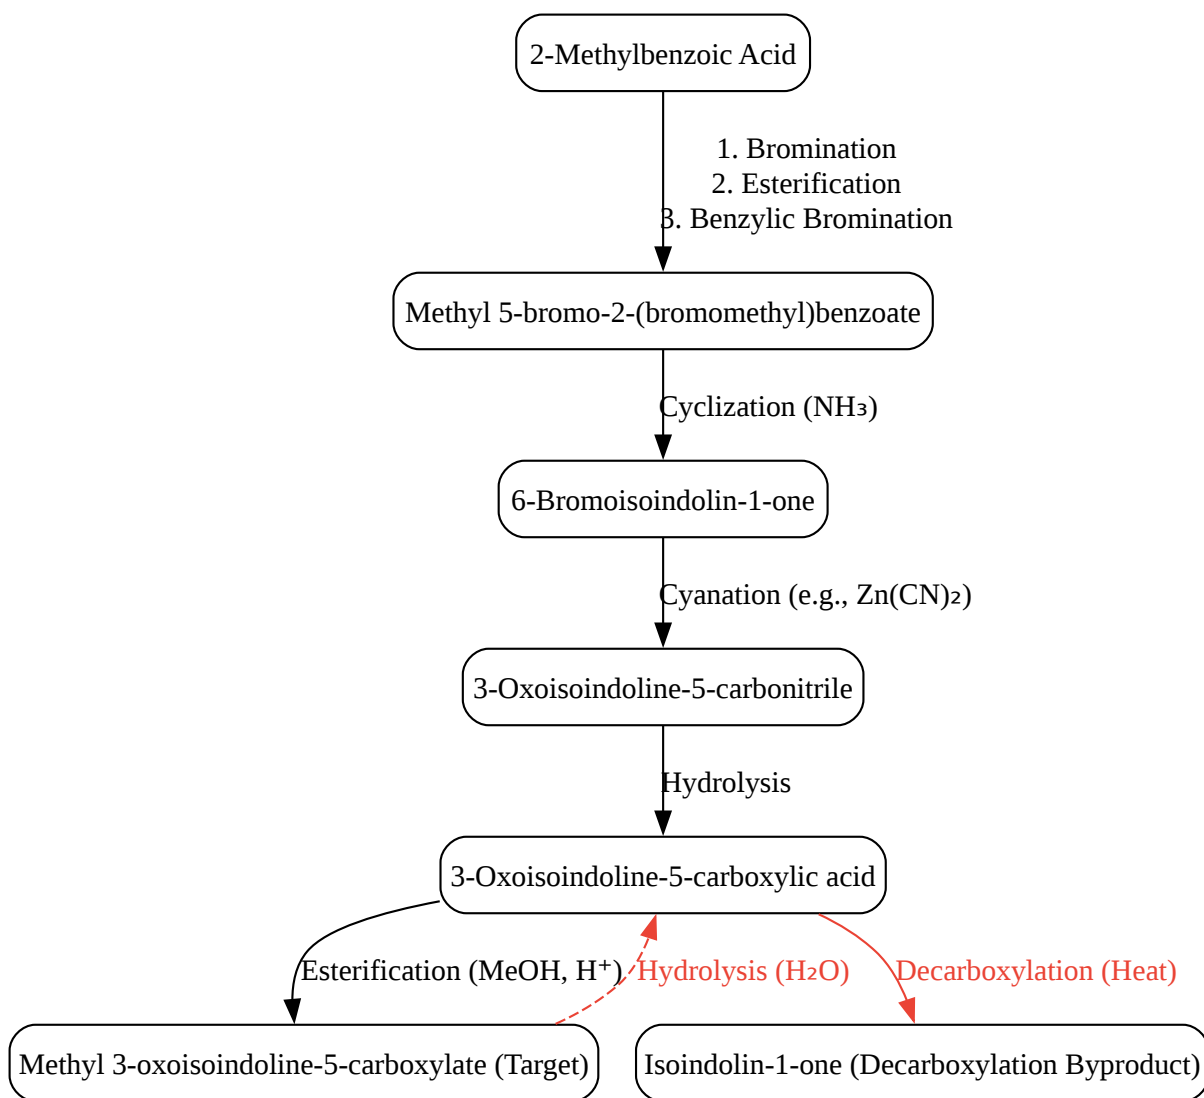 2-Methylbenzoic Acid
1. Bromination
2. Esterification
3. Benzylic Bromination
Methyl 5-bromo-2-(bromomethyl)benzoate
Cyclization (NH₃)
6-Bromoisoindolin-1-one
Cyanation (e.g., Zn(CN)₂)
3-Oxoisoindoline-5-carbonitrile
Hydrolysis
3-Oxoisoindoline-5-carboxylic acid
Esterification (MeOH, H⁺)
Hydrolysis (H₂O)
Decarboxylation (Heat)
Methyl 3-oxoisoindoline-5-carboxylate (Target)
Isoindolin-1-one (Decarboxylation Byproduct)